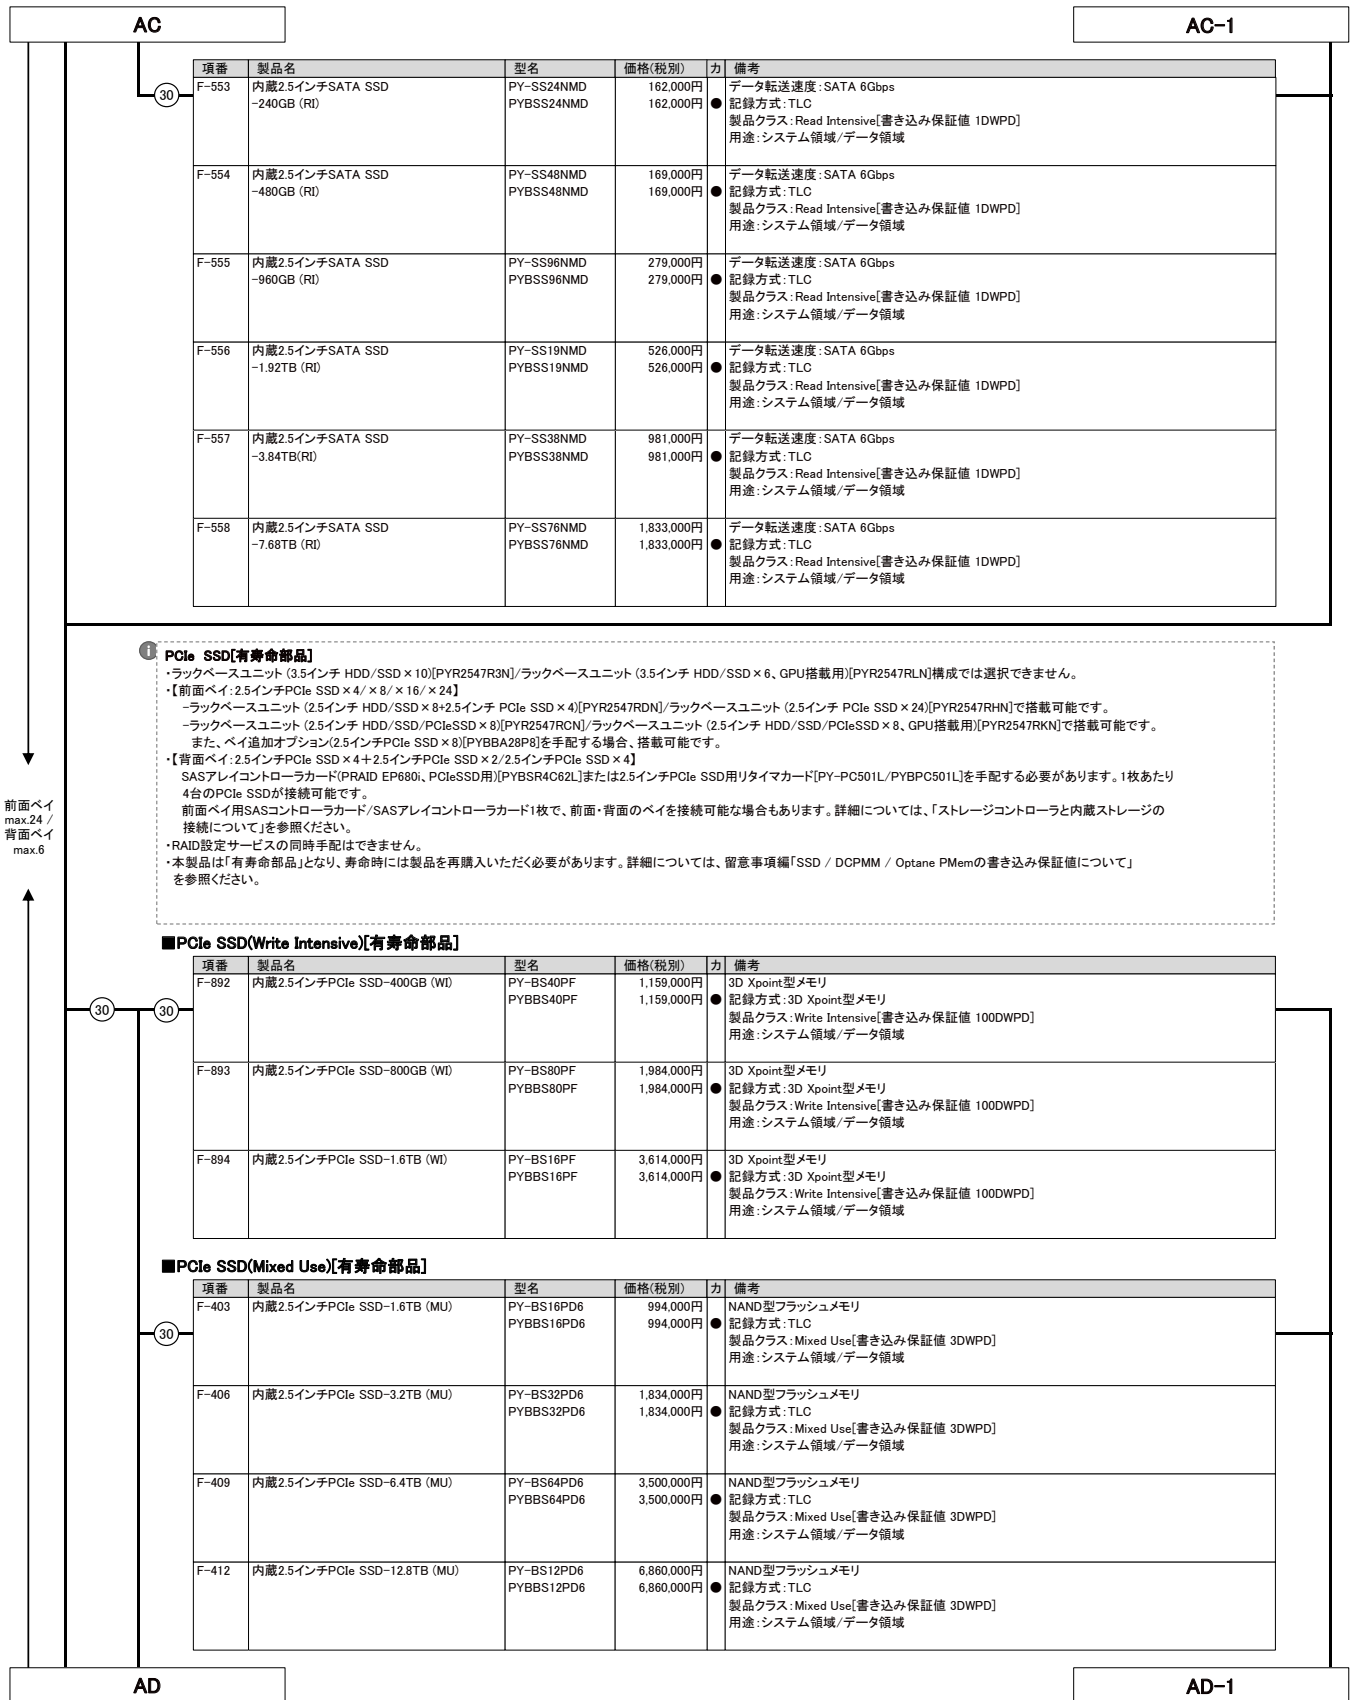 AC
AC-1
項番 製品名 型名 価格(税別) カ 備考
30
F-553 内蔵2.5インチSATA SSD PY-SS24NMD 162,000円 データ転送速度:SATA 6Gbps
-240GB (RI) PYBSS24NMD 162,000円 ● 記録方式:TLC
製品クラス:Read Intensive[書き込み保証値 1DWPD]
用途:システム領域/データ領域
F-554 内蔵2.5インチSATA SSD PY-SS48NMD 169,000円 データ転送速度:SATA 6Gbps
-480GB (RI) PYBSS48NMD 169,000円 ● 記録方式:TLC
製品クラス:Read Intensive[書き込み保証値 1DWPD]
用途:システム領域/データ領域
F-555 内蔵2.5インチSATA SSD PY-SS96NMD 279,000円 データ転送速度:SATA 6Gbps
-960GB (RI) PYBSS96NMD 279,000円 ● 記録方式:TLC
製品クラス:Read Intensive[書き込み保証値 1DWPD]
用途:システム領域/データ領域
F-556 内蔵2.5インチSATA SSD PY-SS19NMD 526,000円 データ転送速度:SATA 6Gbps
-1.92TB (RI) PYBSS19NMD 526,000円 ● 記録方式:TLC
製品クラス:Read Intensive[書き込み保証値 1DWPD]
用途:システム領域/データ領域
F-557 内蔵2.5インチSATA SSD PY-SS38NMD 981,000円 データ転送速度:SATA 6Gbps
-3.84TB(RI) PYBSS38NMD 981,000円 ● 記録方式:TLC
製品クラス:Read Intensive[書き込み保証値 1DWPD]
用途:システム領域/データ領域
F-558 内蔵2.5インチSATA SSD PY-SS76NMD 1,833,000円 データ転送速度:SATA 6Gbps
-7.68TB (RI) PYBSS76NMD 1,833,000円 ● 記録方式:TLC
製品クラス:Read Intensive[書き込み保証値 1DWPD]
用途:システム領域/データ領域
i PCIe SSD[有寿命部品]
・ラックベースユニット (3.5インチ HDD/SSD×10)[PYR2547R3N]/ラックベースユニット (3.5インチ HDD/SSD×6、GPU搭載用)[PYR2547RLN]構成では選択できません。
・【前面ベイ:2.5インチPCIe SSD×4/×8/×16/×24】
-ラックベースユニット (2.5インチ HDD/SSD×8+2.5インチ PCIe SSD×4)[PYR2547RDN]/ラックベースユニット (2.5インチ PCIe SSD×24)[PYR2547RHN]で搭載可能です。
-ラックベースユニット (2.5インチ HDD/SSD/PCIeSSD×8)[PYR2547RCN]/ラックベースユニット (2.5インチ HDD/SSD/PCIeSSD×8、GPU搭載用)[PYR2547RKN]で搭載可能です。
また、ベイ追加オプション(2.5インチPCIe SSD×8)[PYBBA28P8]を手配する場合、搭載可能です。
・【背面ベイ:2.5インチPCIe SSD×4+2.5インチPCIe SSD×2/2.5インチPCIe SSD×4】
SASアレイコントローラカード(PRAID EP680i、PCIeSSD用)[PYBSR4C62L]または2.5インチPCIe SSD用リタイマカード[PY-PC501L/PYBPC501L]を手配する必要があります。1枚あたり
4台のPCIe SSDが接続可能です。
前面ベイ用SASコントローラカード/SASアレイコントローラカード1枚で、前面・背面のベイを接続可能な場合もあります。詳細については、「ストレージコントローラと内蔵ストレージの
接続について」を参照ください。
・RAID設定サービスの同時手配はできません。
・本製品は「有寿命部品」となり、寿命時には製品を再購入いただく必要があります。詳細については、留意事項編「SSD / DCPMM / Optane PMemの書き込み保証値について」
を参照ください。
前面ベイ
max.24 /
背面ベイ
max.6
■PCIe SSD(Write Intensive)[有寿命部品]
項番 製品名 型名 価格(税別) カ 備考
30 30
F-892 内蔵2.5インチPCIe SSD-400GB (WI) PY-BS40PF 1,159,000円 3D Xpoint型メモリ
PYBBS40PF 1,159,000円 ● 記録方式:3D Xpoint型メモリ
製品クラス:Write Intensive[書き込み保証値 100DWPD]
用途:システム領域/データ領域
F-893 内蔵2.5インチPCIe SSD-800GB (WI) PY-BS80PF 1,984,000円 3D Xpoint型メモリ
PYBBS80PF 1,984,000円 ● 記録方式:3D Xpoint型メモリ
製品クラス:Write Intensive[書き込み保証値 100DWPD]
用途:システム領域/データ領域
F-894 内蔵2.5インチPCIe SSD-1.6TB (WI) PY-BS16PF 3,614,000円 3D Xpoint型メモリ
PYBBS16PF 3,614,000円 ● 記録方式:3D Xpoint型メモリ
製品クラス:Write Intensive[書き込み保証値 100DWPD]
用途:システム領域/データ領域
■PCIe SSD(Mixed Use)[有寿命部品]
項番 製品名 型名 価格(税別) カ 備考
30
F-403 内蔵2.5インチPCIe SSD-1.6TB (MU) PY-BS16PD6 994,000円 NAND型フラッシュメモリ
PYBBS16PD6 994,000円 ● 記録方式:TLC
製品クラス:Mixed Use[書き込み保証値 3DWPD]
用途:システム領域/データ領域
F-406 内蔵2.5インチPCIe SSD-3.2TB (MU) PY-BS32PD6 1,834,000円 NAND型フラッシュメモリ
PYBBS32PD6 1,834,000円 ● 記録方式:TLC
製品クラス:Mixed Use[書き込み保証値 3DWPD]
用途:システム領域/データ領域
F-409 内蔵2.5インチPCIe SSD-6.4TB (MU) PY-BS64PD6 3,500,000円 NAND型フラッシュメモリ
PYBBS64PD6 3,500,000円 ● 記録方式:TLC
製品クラス:Mixed Use[書き込み保証値 3DWPD]
用途:システム領域/データ領域
F-412 内蔵2.5インチPCIe SSD-12.8TB (MU) PY-BS12PD6 6,860,000円 NAND型フラッシュメモリ
PYBBS12PD6 6,860,000円 ● 記録方式:TLC
製品クラス:Mixed Use[書き込み保証値 3DWPD]
用途:システム領域/データ領域
AD
AD-1